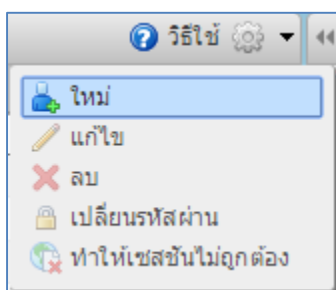 วิธีใช้
ใหม่
แก้ไข
ลบ
เปลี่ยนรหัสผ่าน
ทำให้เซสชันไม่ถูกต้อง